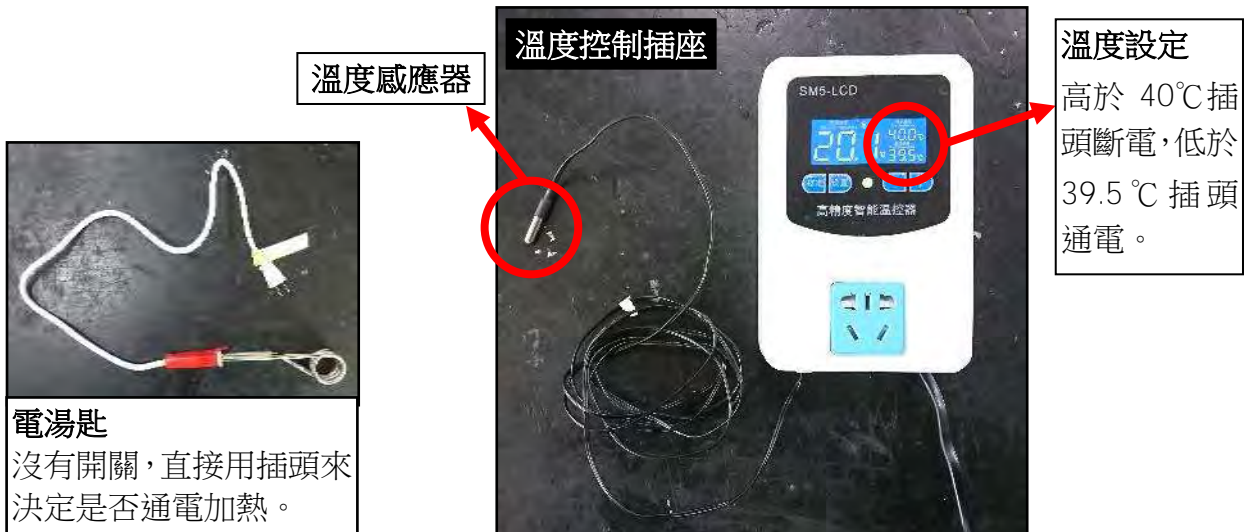 溫度控制插座
溫度感應器
SM5-LCD
20.1
40.0℃
39.5℃
高精度智能溫控器
溫度設定
高於 40℃插
頭斷電,低於
39.5℃插頭
通電。
電湯匙
沒有開關,直接用插頭來
決定是否通電加熱。